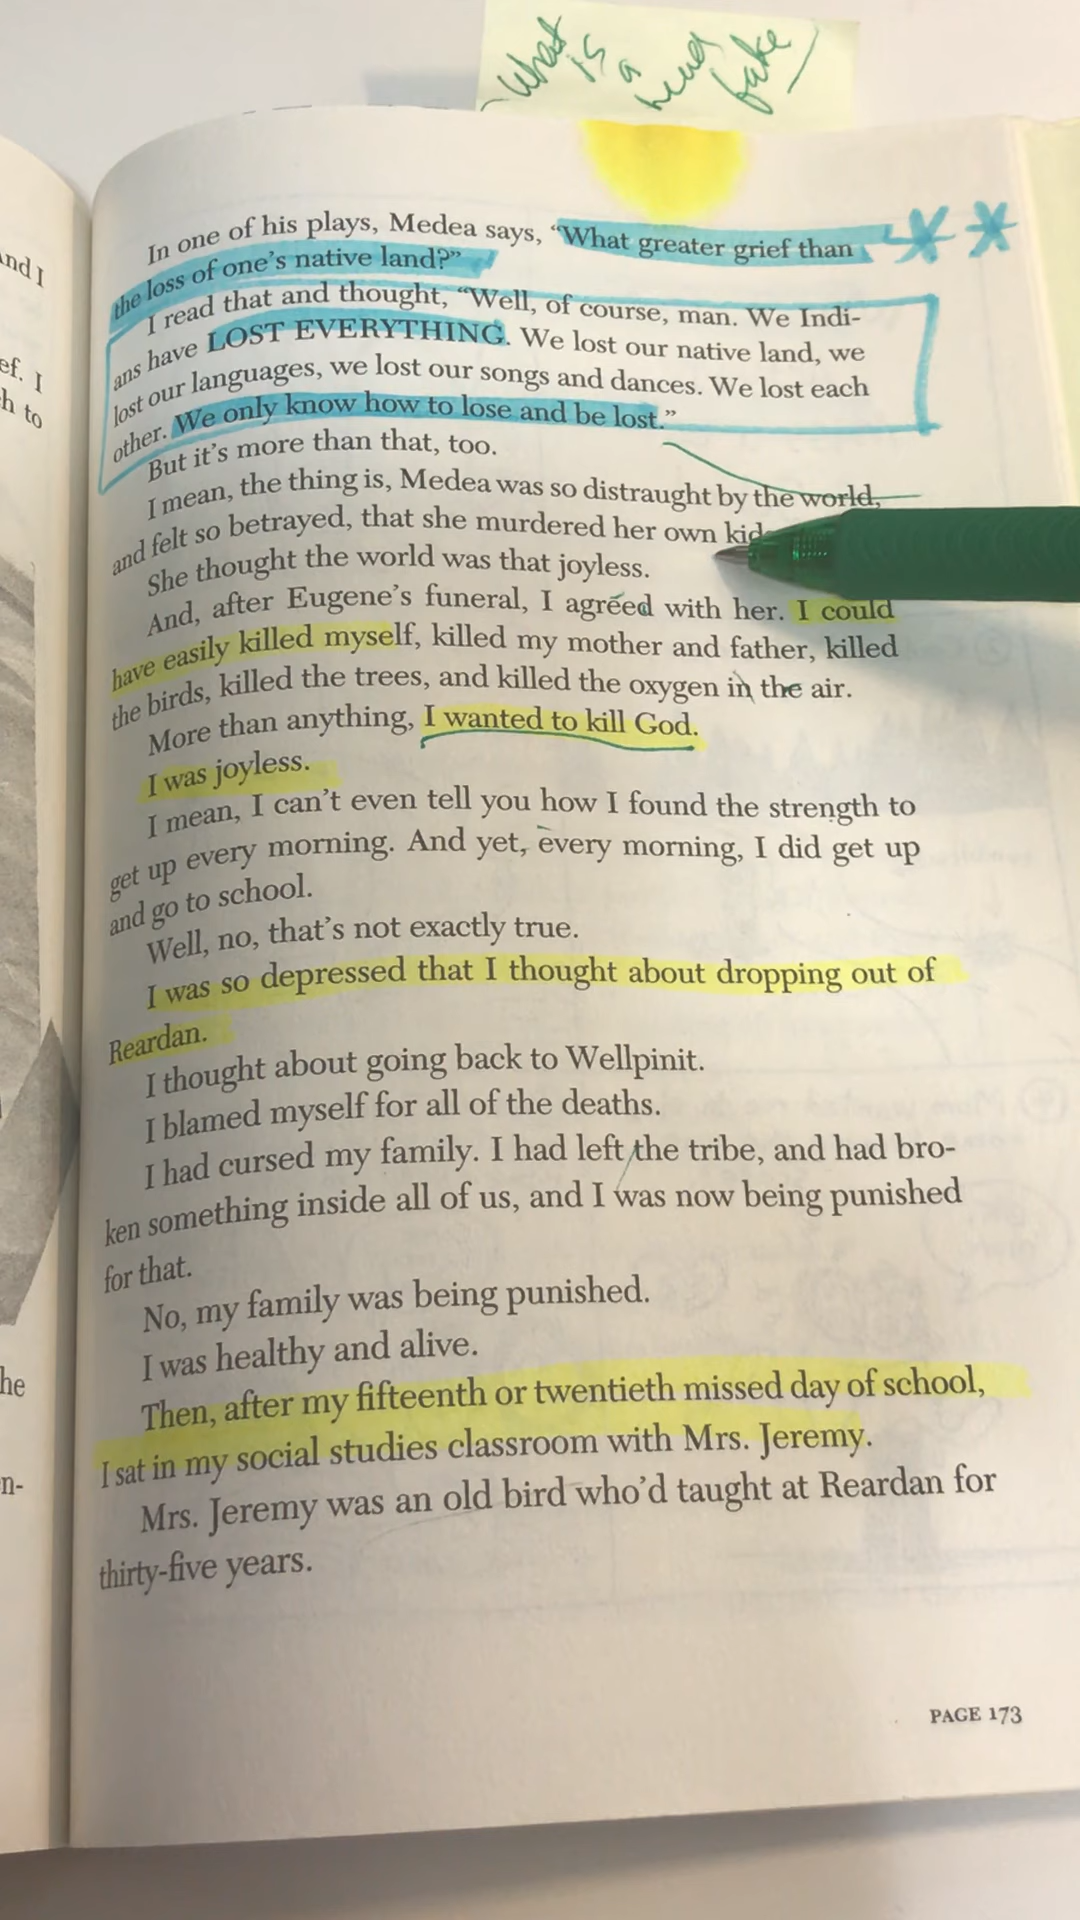 What
is
a
fake
In one of his plays, Medea says, “What greater grief than
the loss of one’s native land?”
I read that and thought, “Well, of course, man. We Indi-
ans have LOST EVERYTHING. We lost our native land, we
lost our languages, we lost our songs and dances. We lost each
other. We only know how to lose and be lost.”
But it’s more than that, too.
I mean, the thing is, Medea was so distraught by the world,
and felt so betrayed, that she murdered her own
She thought the world was that joyless.
And, after Eugene’s funeral, I agreed with her. I could
have easily killed myself, killed my mother and father, killed
the birds, killed the trees, and killed the oxygen in the air.
More than anything, I wanted to kill God.
I was joyless.
I mean, I can’t even tell you how I found the strength to
get up every morning. And yet, every morning, I did get up
and go to school.
Well, no, that’s not exactly true.
I was so depressed that I thought about dropping out of
Reardan.
I thought about going back to Wellpinit.
I blamed myself for all of the deaths.
I had cursed my family. I had left the tribe, and had bro-
ken something inside all of us, and I was now being punished
for that.
No, my family was being punished.
I was healthy and alive.
Then, after my fifteenth or twentieth missed day of school,
I sat in my social studies classroom with Mrs. Jeremy.
Mrs. Jeremy was an old bird who’d taught at Reardan for
thirty-five years.
PAGE 173
nd I
ef. I
h to
he
n-